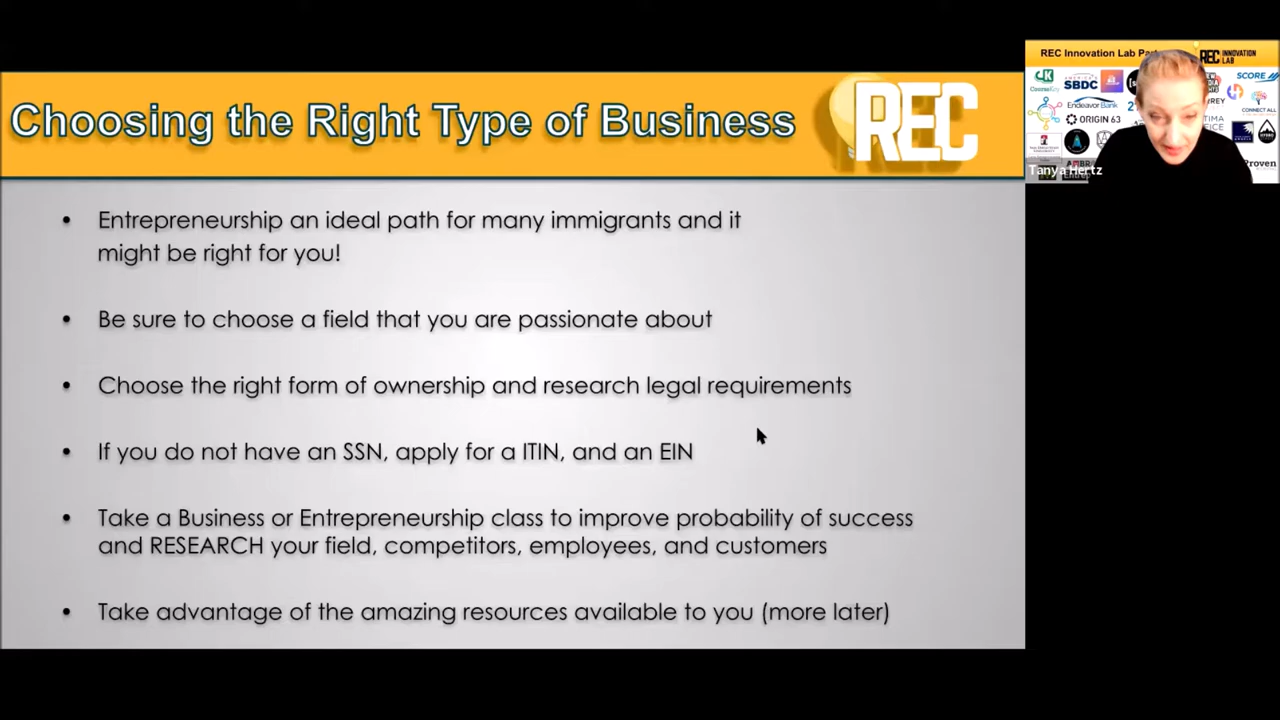 Choosing the Right Type of Business
REC
• Entrepreneurship an ideal path for many immigrants and it
might be right for you!
• Be sure to choose a field that you are passionate about
• Choose the right form of ownership and research legal requirements
• If you do not have an SSN, apply for a ITIN, and an EIN
• Take a Business or Entrepreneurship class to improve probability of success
and RESEARCH your field, competitors, employees, and customers
• Take advantage of the amazing resources available to you (more later)
REC Innovation Lab
REC INNOVATION LAB
SBDC
SCORE
Endeavor Bank
ORIGIN 63
CONNECT ALL
Proven
Tanya Hertz